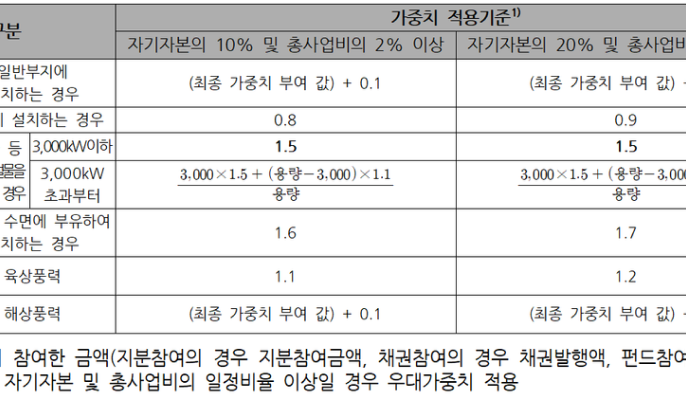 구분
가중치 적용기준1)
자기자본의 10% 및 총사업비의 2% 이상
자기자본의 20% 및 총사업비
일반부지에
치하는 경우
(최종 가중치 부여 값) + 0.1
(최종 가중치 부여 값)
설치하는 경우
0.8
0.9
등
물을
경우
3,000kW이하
1.5
1.5
3,000kW
초과부터
3,000×1.5 + (용량-3,000)×1.1
용량
3,000×1.5 + (용량-3,000
용량
수면에 부유하여
치하는 경우
1.6
1.7
육상풍력
1.1
1.2
해상풍력
(최종 가중치 부여 값) + 0.1
(최종 가중치 부여 값)
참여한 금액(지분참여의 경우 지분참여금액, 채권참여의 경우 채권발행액, 펀드참여
자기자본 및 총사업비의 일정비율 이상일 경우 우대가중치 적용